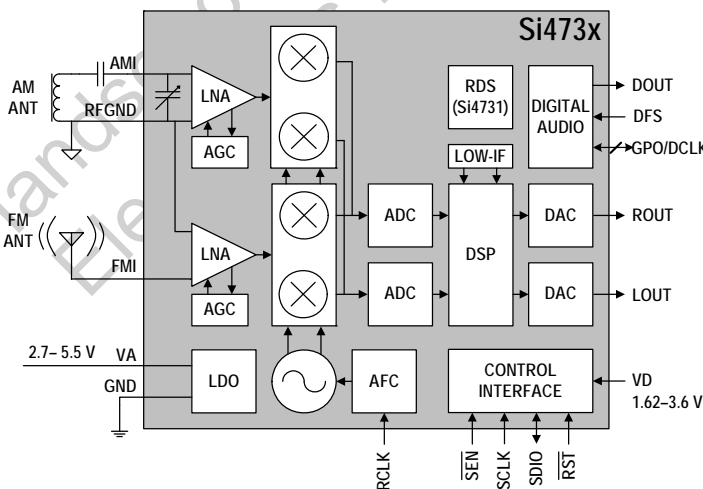 Si473x
AMI
AM
ANT
RFGND
LNA
AGC
RDS
(Si4731)
DIGITAL
AUDIO
DOUT
DFS
GPO/DCLK
LOW-IF
FM
ANT
FMI
LNA
AGC
ADC
ADC
DSP
DAC
DAC
ROUT
LOUT
2.7– 5.5 V
VA
GND
LDO
AFC
CONTROL
INTERFACE
VD
1.62–3.6 V
RCLK
SEN
SCLK
SDIO
RST